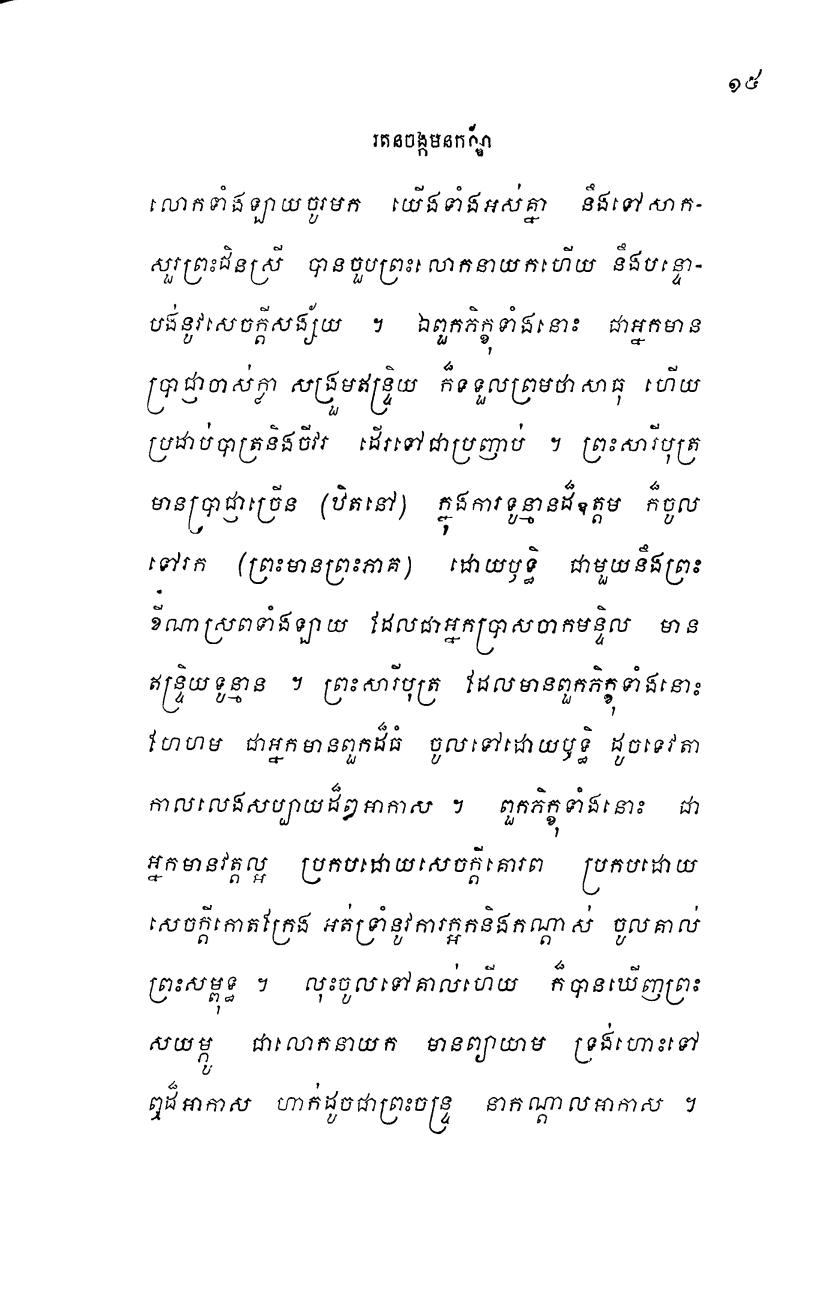 ១៥
រតនចង្កមនកណ្ឌ
លោកទាំងឡាយចូរមក យើងទាំងអស់គ្នា នឹងទៅសាក-
សួរព្រះជិនស្រី បានចួបព្រះលោកនាយកហើយ នឹងបន្ទោ-
បង់នូវសេចក្តីសង្ស័យ ។ ឯពួកភិក្ខុទាំងនោះ ជាអ្នកមាន
ប្រាជ្ញាចាស់ក្លា សង្រួមឥន្ទ្រិយ ក៏ទទួលព្រមថាសាធុ ហើយ
ប្រដាប់បាត្រនិងចីវរ ដើរទៅជាប្រញាប់ ។ ព្រះសារីបុត្រ
មានប្រាជ្ញាច្រើន (ឋិតនៅ) ក្នុងការទូន្មានដ៏ឧត្តម ក៏ចូល
ទៅរក (ព្រះមានព្រះភាគ) ដោយឫទ្ធិ ជាមួយនឹងព្រះ
ខីណាស្រពទាំងឡាយ ដែលជាអ្នកប្រាសចាកមន្ទិល មាន
ឥន្ទ្រិយទូន្មាន ។ ព្រះសារីបុត្រ ដែលមានពួកភិក្ខុទាំងនោះ
ហែហម ជាអ្នកមានពួកដ៏ធំ ចូលទៅដោយឫទ្ធិ ដូចទេវតា
កាលលេងសប្បាយដ៏ឰអាកាស ។ ពួកភិក្ខុទាំងនោះ ជា
អ្នកមានវត្តល្អ ប្រកបដោយសេចក្តីគោរព ប្រកបដោយ
សេចក្តីកោតក្រែង អត់ទ្រាំនូវការក្អកនិងកណ្តាស់ ចូលគាល់
ព្រះសម្ពុទ្ធ ។ លុះចូលទៅគាល់ហើយ ក៏បានឃើញព្រះ
សយម្ភូ ជាលោកនាយក មានព្យាយាម ទ្រង់ហោះទៅ
ឮដ៏អាកាស ហាក់ដូចជាព្រះចន្ទ្រ នាកណ្តាលអាកាស ។